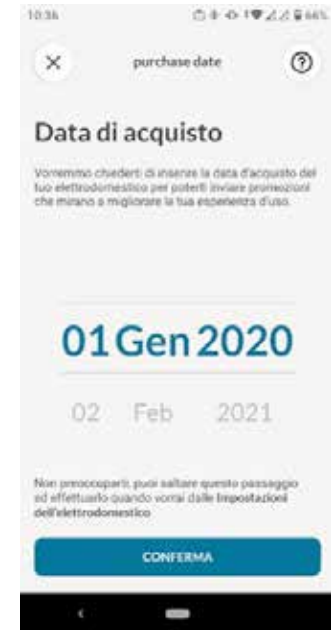 10:36
66%
purchase date
Data di acquisto
Vorremmo chiederti di inserire la data d'acquisto del
tuo elettrodomestico per poterti inviare promozioni
che mirano a migliorare la tua esperienza d'uso.
01 Gen 2020
02 Feb 2021
Non preoccuparti, puoi saltare questo passaggio
ed effettuarlo quando vorrai dalle Impostazioni
dell'elettrodomestico
CONFERMA